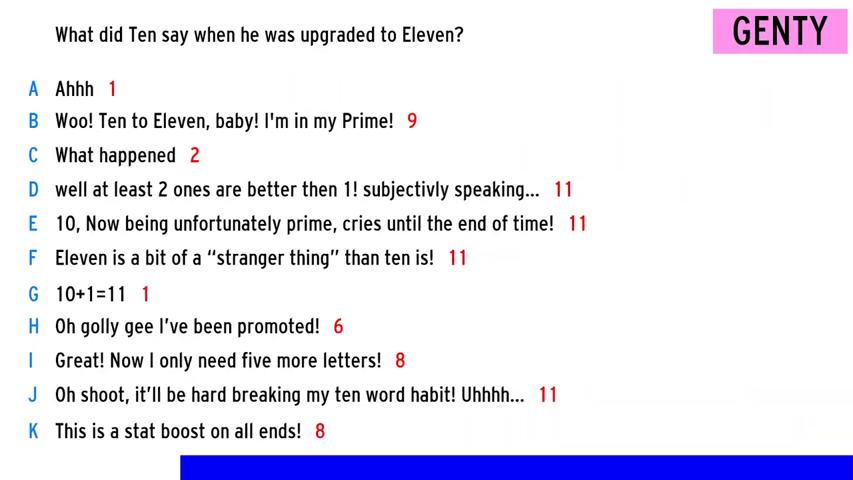 What did Ten say when he was upgraded to Eleven?
GENTY
A Ahhh 1
B Woo! Ten to Eleven, baby! I'm in my Prime! 9
C What happened 2
D well at least 2 ones are better then 1! subjectivly speaking... 11
E 10, Now being unfortunately prime, cries until the end of time! 11
F Eleven is a bit of a “stranger thing” than ten is! 11
G 10+1=11 1
H Oh golly gee I’ve been promoted! 6
I Great! Now I only need five more letters! 8
J Oh shoot, it’ll be hard breaking my ten word habit! Uhhhh... 11
K This is a stat boost on all ends! 8